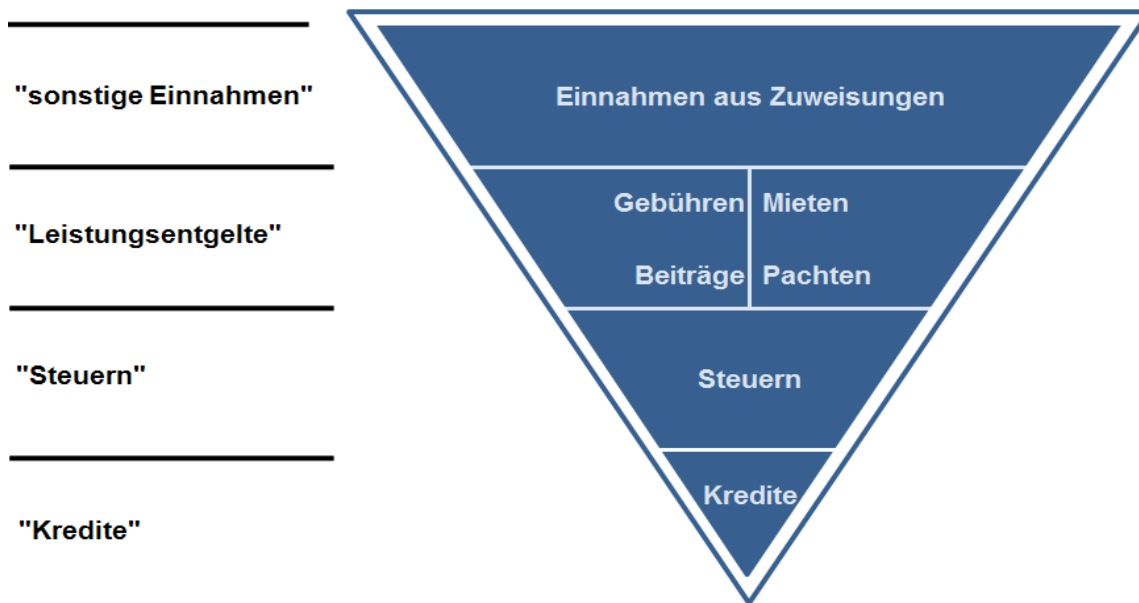 "sonstige Einnahmen"
Einnahmen aus Zuweisungen
"Leistungsentgelte"
Gebühren Mieten
Beiträge Pachten
"Steuern"
Steuern
"Kredite"
Kredite